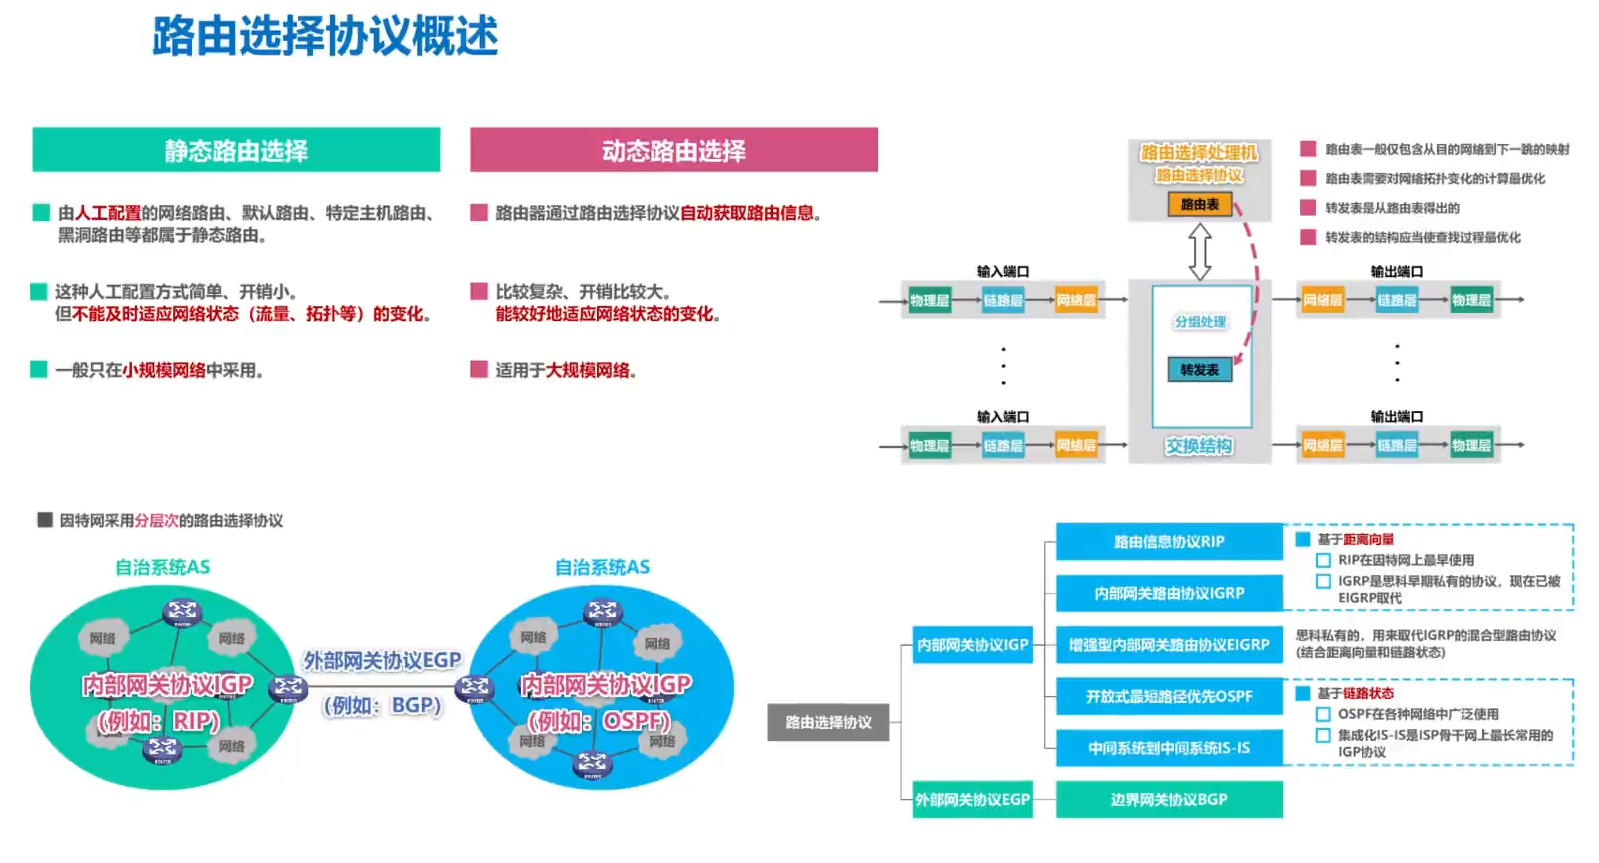 路由选择协议概述
静态路由选择
由人工配置的网络路由、默认路由、特定主机路由、
黑洞路由等都属于静态路由。
这种人工配置方式简单、开销小。
但不能及时适应网络状态（流量、拓扑等）的变化。
一般只在小规模网络中采用。
动态路由选择
路由器通过路由选择协议自动获取路由信息。
比较复杂、开销比较大。
能较好地适应网络状态的变化。
适用于大规模网络。
路由选择处理机
路由选择协议
路由表
路由表一般仅包含从目的网络到下一跳的映射
路由表需要对网络拓扑变化的计算最优化
转发表是从路由表得出的
转发表的结构应当使查找过程最优化
输入端口
物理层
链路层
网络层
分组处理
转发表
交换结构
输出端口
网络层
链路层
物理层
输入端口
物理层
链路层
网络层
输出端口
网络层
链路层
物理层
因特网采用分层次的路由选择协议
自治系统AS
网络
网络
内部网关协议IGP
(例如：RIP)
网络
网络
ROUTER
外部网关协议EGP
(例如：BGP)
自治系统AS
网络
网络
内部网关协议IGP
(例如：OSPF)
网络
网络
路由选择协议
内部网关协议IGP
外部网关协议EGP
路由信息协议RIP
内部网关路由协议IGRP
增强型内部网关路由协议EIGRP
开放式最短路径优先OSPF
中间系统到中间系统IS-IS
边界网关协议BGP
基于距离向量
RIP在因特网上最早使用
IGRP是思科早期私有的协议，现在已被
EIGRP取代
思科私有的，用来取代IGRP的混合型路由协议
(结合距离向量和链路状态)
基于链路状态
OSPF在各种网络中广泛使用
集成化IS-IS是ISP骨干网上最长常用的
IGP协议